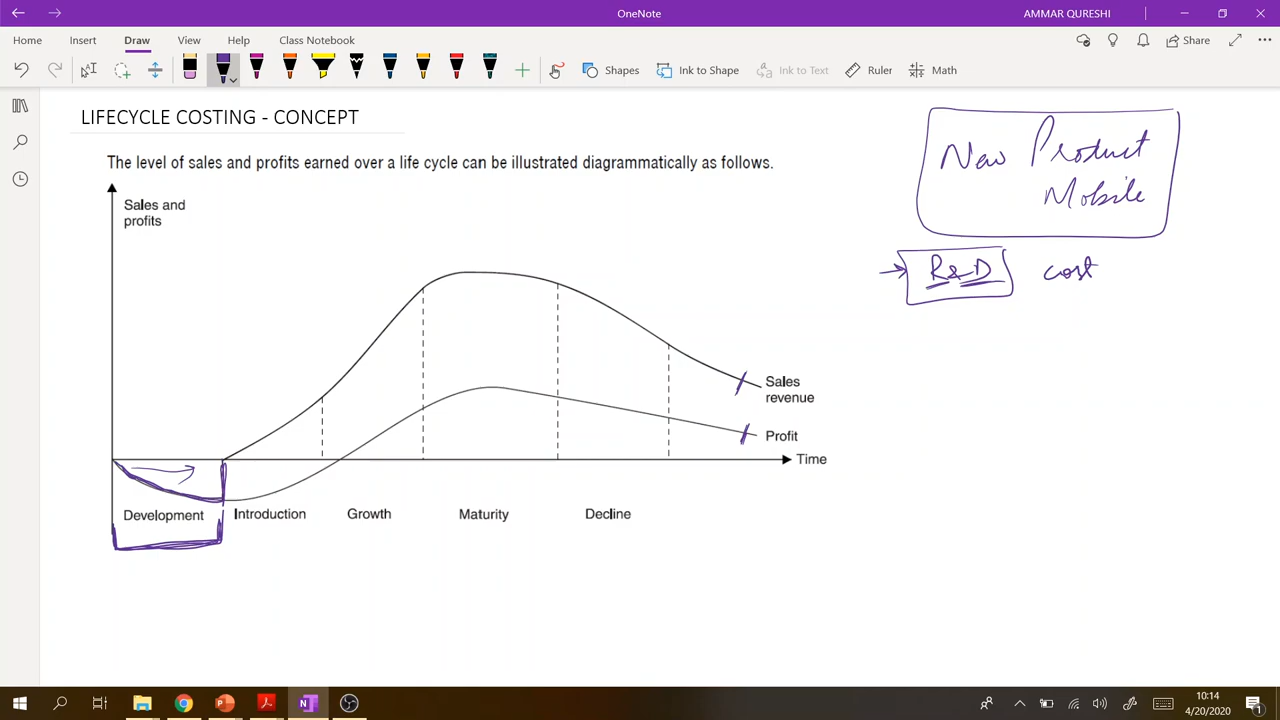 OneNote
AMMAR QURESHI
Home Insert Draw View Help Class Notebook
Share
Shapes Ink to Shape Ink to Text Ruler Math
LIFECYCLE COSTING - CONCEPT
The level of sales and profits earned over a life cycle can be illustrated diagrammatically as follows.
New Product
Mobile
Sales and
profits
R&D cost
Sales
revenue
Profit
Time
Development Introduction Growth Maturity Decline
10:14
4/20/2020
1